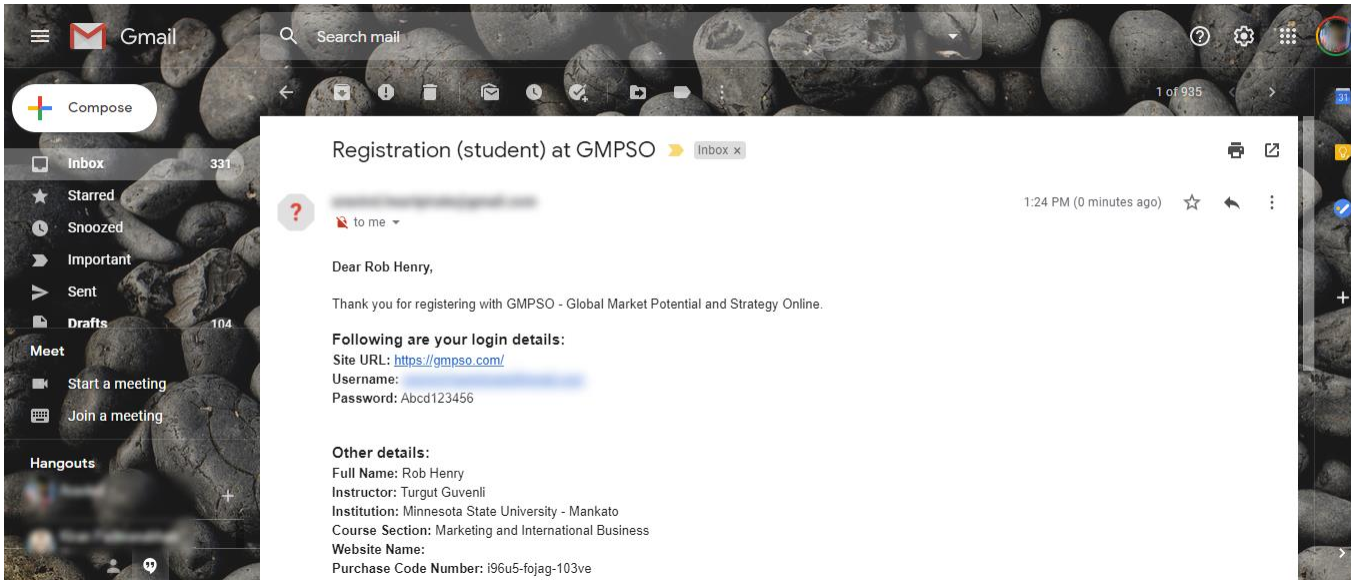 Gmail
Search mail
Compose
1 of 935
31
Inbox 331
Starred
Snoozed
Important
Sent
Drafts 104
Meet
Start a meeting
Join a meeting
Hangouts
Registration (student) at GMPSO Inbox x
?
1:24 PM (0 minutes ago)
to me
Dear Rob Henry,
Thank you for registering with GMPSO - Global Market Potential and Strategy Online.
Following are your login details:
Site URL: https://gmpso.com/
Username:
Password: Abcd123456
Other details:
Full Name: Rob Henry
Instructor: Turgut Guvenli
Institution: Minnesota State University - Mankato
Course Section: Marketing and International Business
Website Name:
Purchase Code Number: i96u5-fojag-103ve